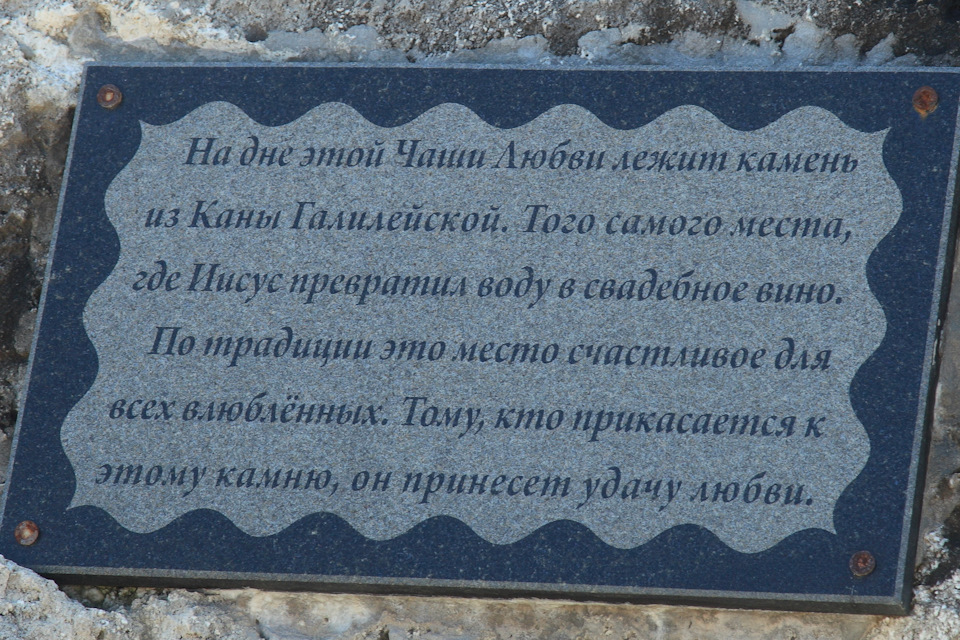 На дне этой Чаши Любви лежит камень
из Каны Галилейской. Того самого места,
где Иисус превратил воду в свадебное вино.
По традиции это место счастливое для
всех влюблённых. Тому, кто прикасается к
этому камню, он принесет удачу любви.